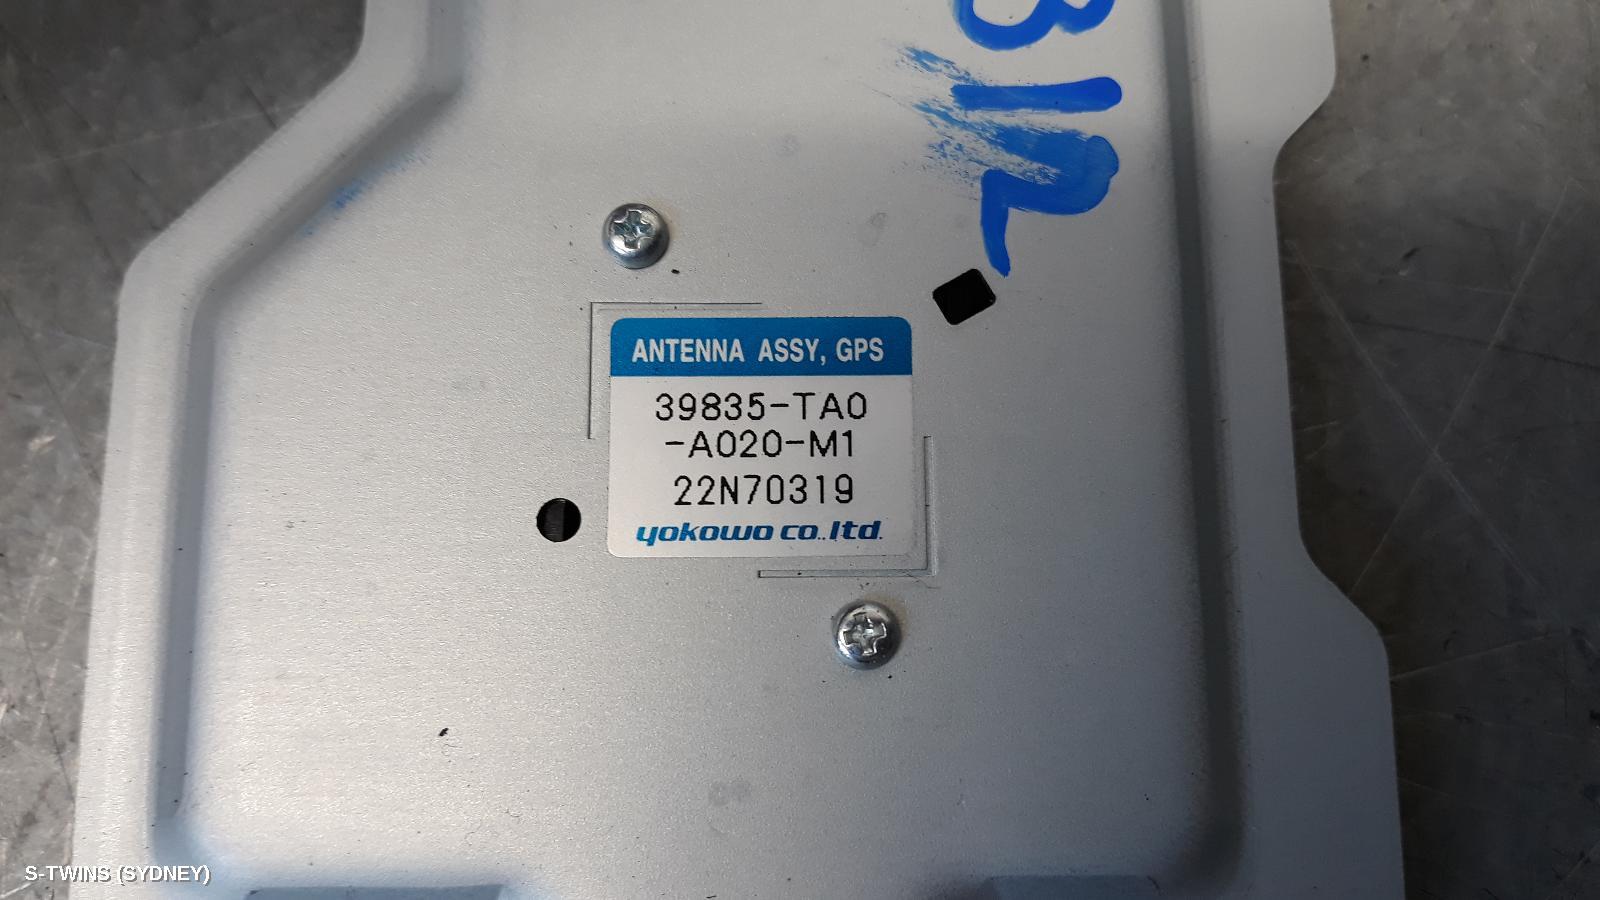 ANTENNA ASSY, GPS
39835-TA0
-A020-M1
22N70319
yokowo co.,ltd.
S-TWINS (SYDNEY)